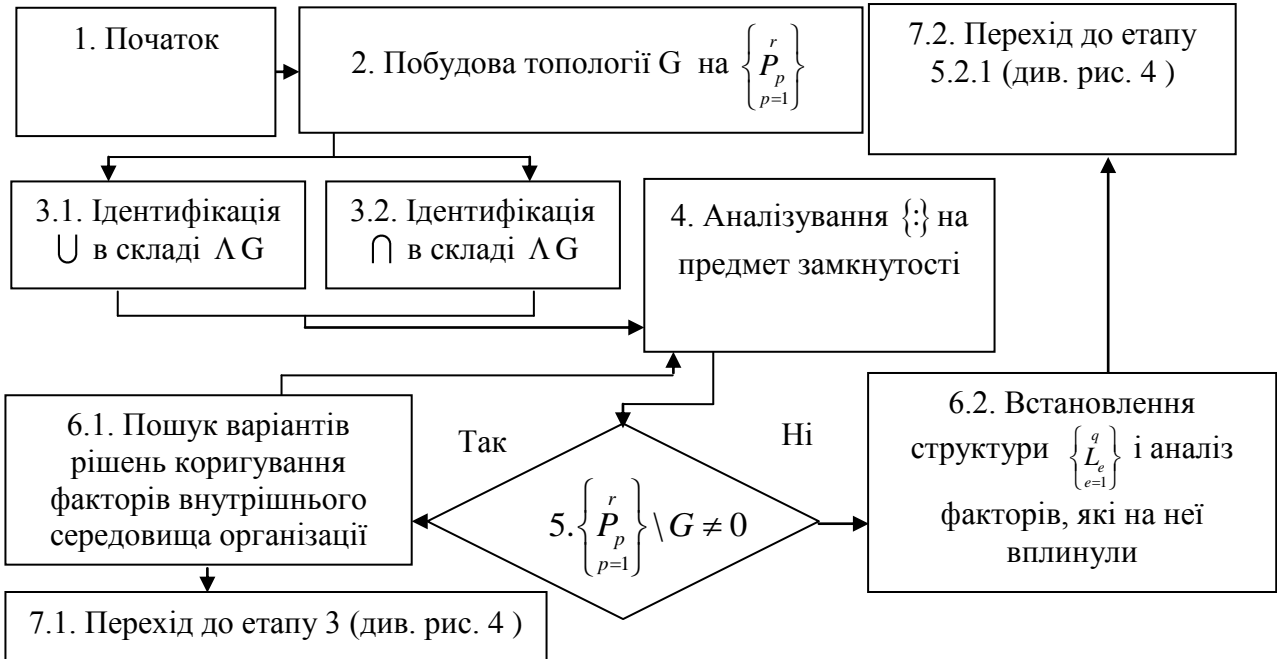 1. Початок
2. Побудова топології G на { P_p }_{p=1}^{r}
7.2. Перехід до етапу
5.2.1 (див. рис. 4 )
3.1. Ідентифікація
⋃ в складі Λ G
3.2. Ідентифікація
⋂ в складі Λ G
4. Аналізування {:} на
предмет замкнутості
6.1. Пошук варіантів
рішень коригування
факторів внутрішнього
середовища організації
Так
5. { P_p }_{p=1}^{r} \ G ≠ 0
Ні
6.2. Встановлення
структури { L_e }_{e=1}^{q} і аналіз
факторів, які на неї
вплинули
7.1. Перехід до етапу 3 (див. рис. 4 )